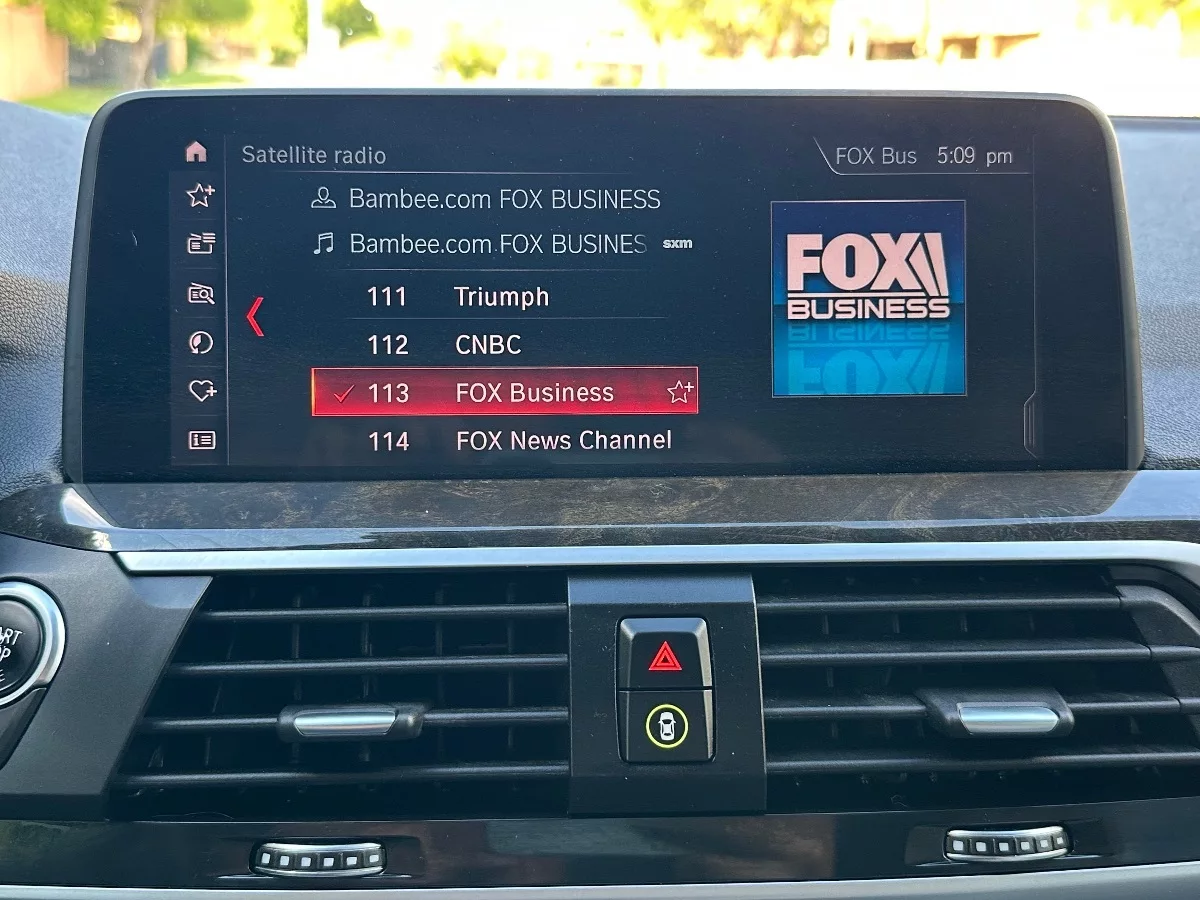 Satellite radio
FOX Bus 5:09 pm
Bambee.com FOX BUSINESS
Bambee.com FOX BUSINES sxm
111 Triumph
112 CNBC
113 FOX Business
114 FOX News Channel
FOX
BUSINESS